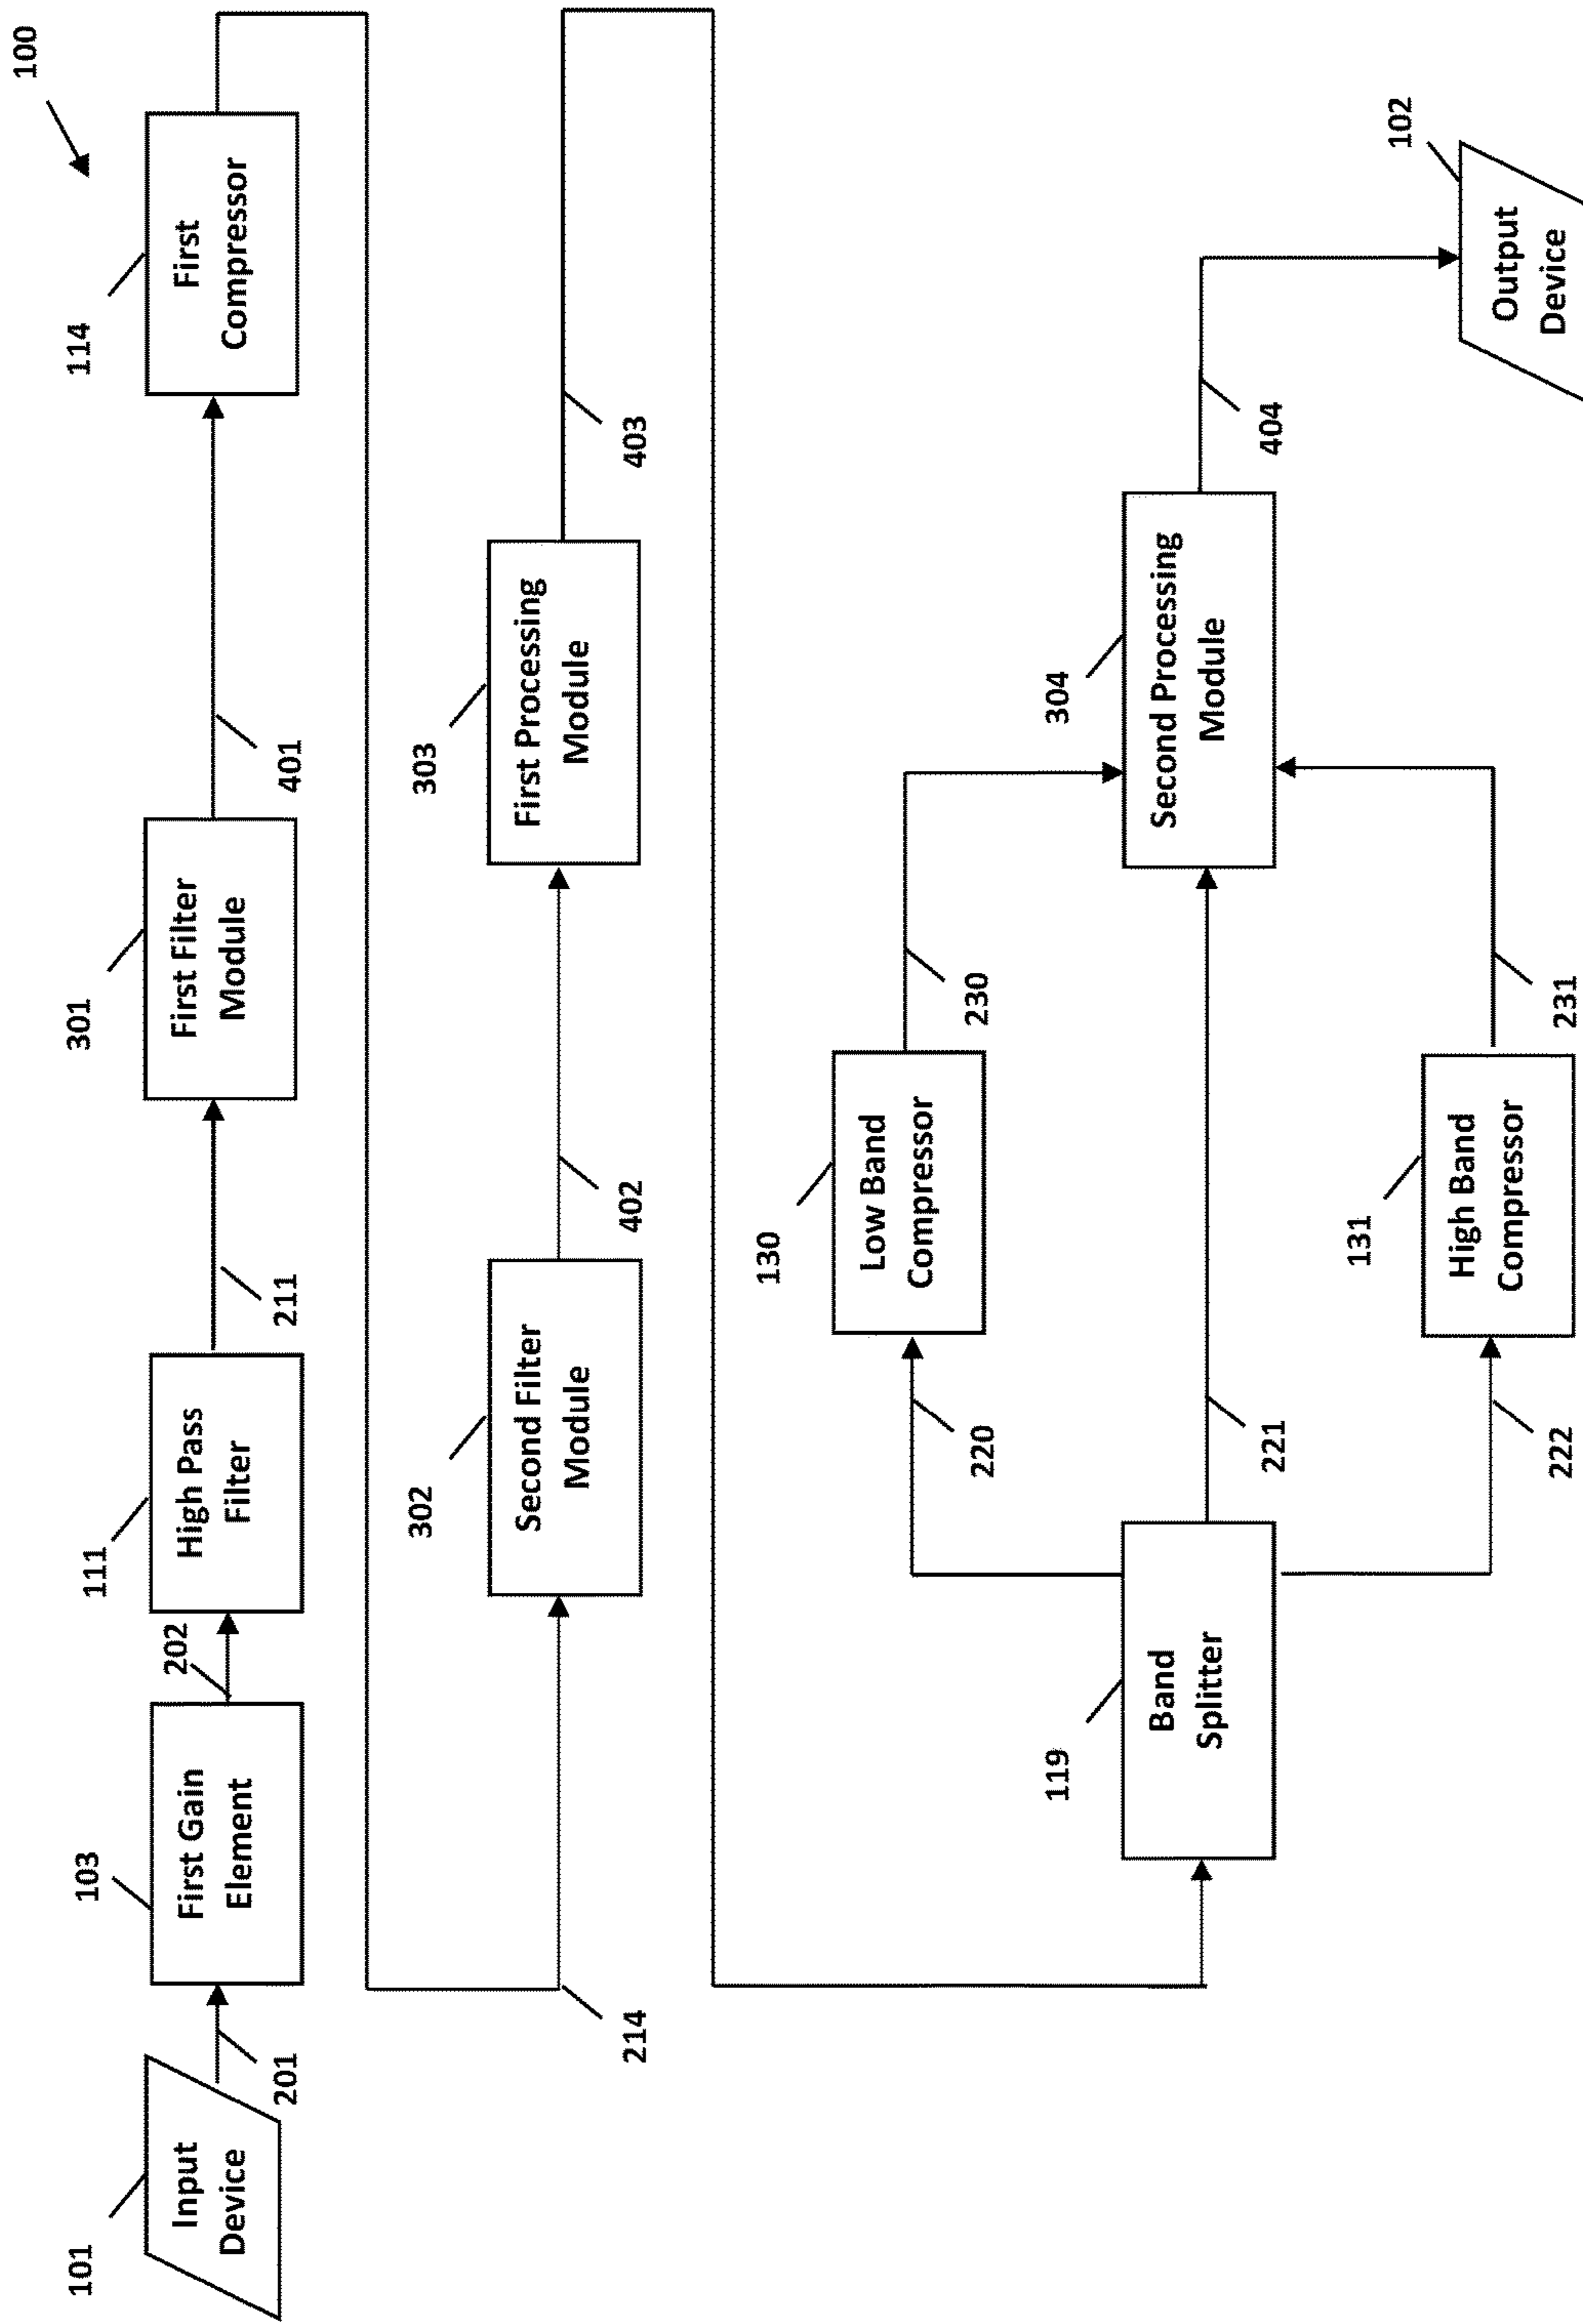 100
101
Input
Device
201
103
First Gain
Element
202
111
High Pass
Filter
211
301
First Filter
Module
401
114
First
Compressor
214
302
Second Filter
Module
402
303
First Processing
Module
403
119
Band
Splitter
220
130
Low Band
Compressor
230
221
222
131
High Band
Compressor
231
304
Second Processing
Module
404
102
Output
Device